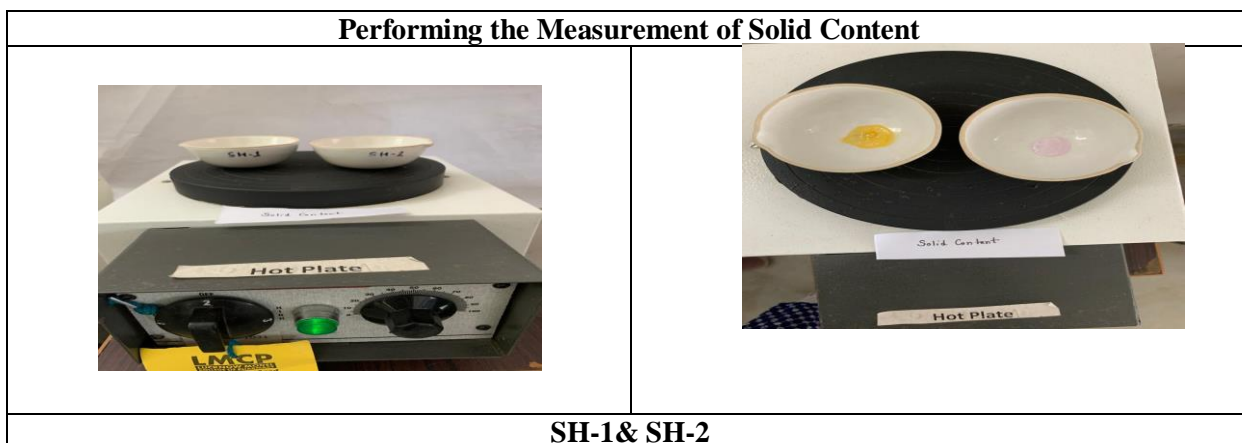 Performing the Measurement of Solid Content
SH-1
SH-2
Solid Content
Hot Plate
2
LMCP
Solid Content
Hot Plate
SH-1& SH-2